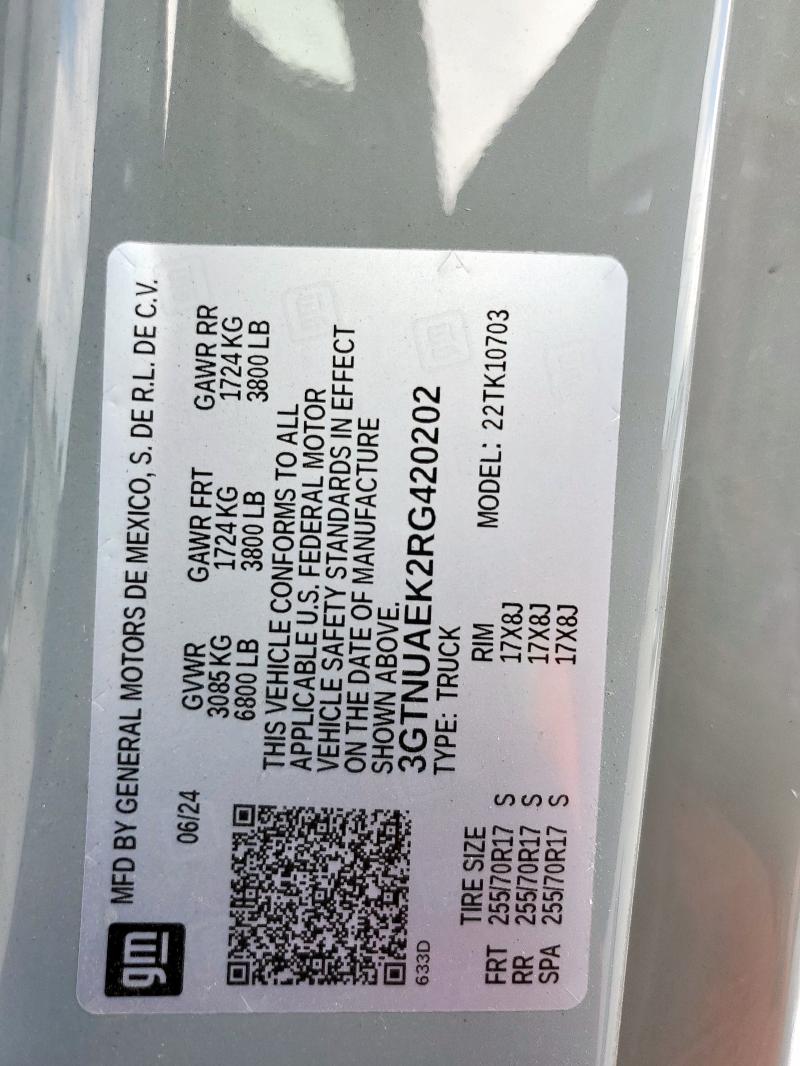 gm
MFD BY GENERAL MOTORS DE MEXICO, S. DE R.L. DE C.V.
06/24
GVWR GAWR FRT GAWR RR
3085 KG 1724 KG 1724 KG
6800 LB 3800 LB 3800 LB
THIS VEHICLE CONFORMS TO ALL
APPLICABLE U.S. FEDERAL MOTOR
VEHICLE SAFETY STANDARDS IN EFFECT
ON THE DATE OF MANUFACTURE
SHOWN ABOVE.
3GTNUAEK2RG420202
633D
TYPE: TRUCK
TIRE SIZE RIM MODEL: 22TK10703
FRT 255/70R17 S 17X8J
RR 255/70R17 S 17X8J
SPA 255/70R17 S 17X8J